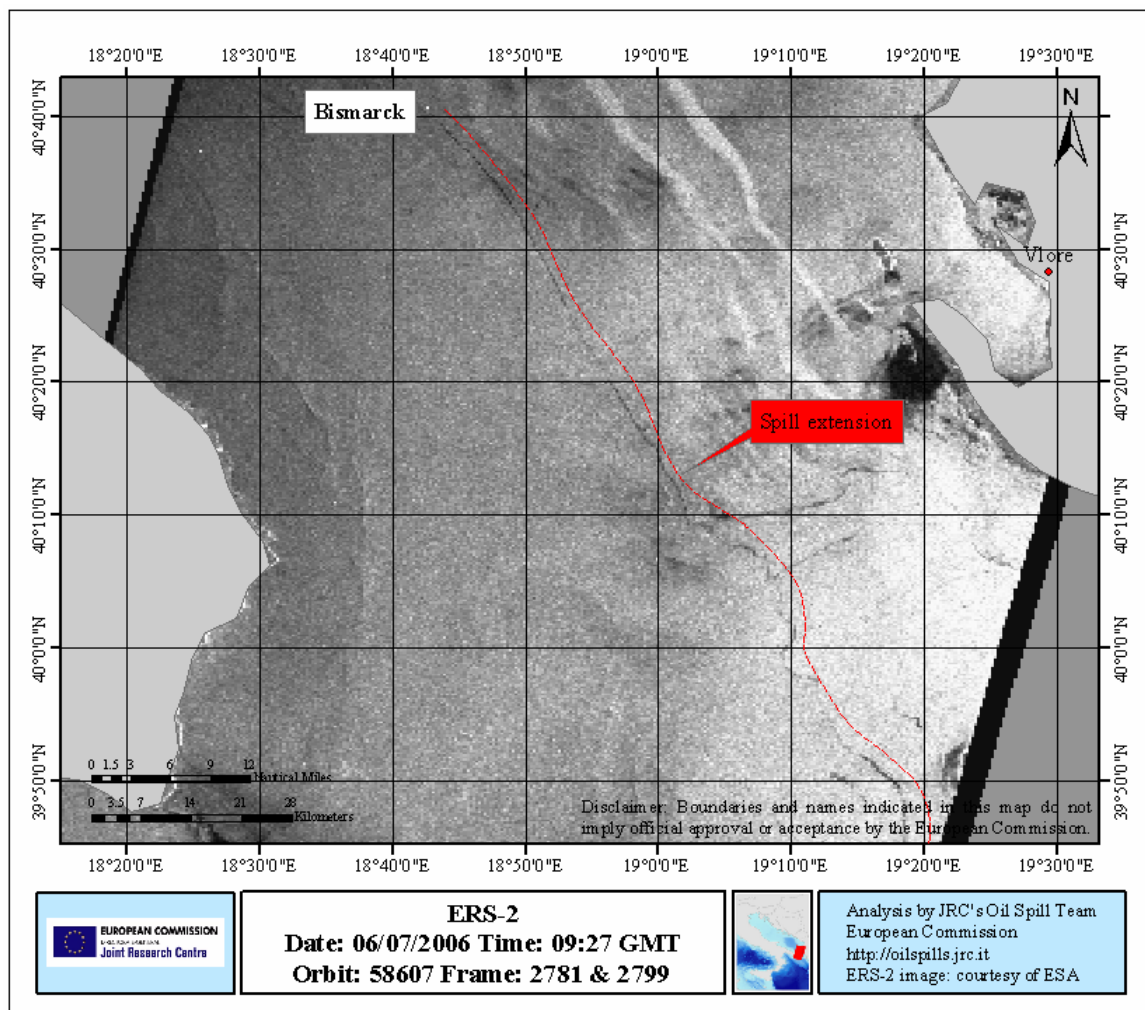 18°20'0"E 18°30'0"E 18°40'0"E 18°50'0"E 19°0'0"E 19°10'0"E 19°20'0"E 19°30'0"E
40°40'0"N 40°30'0"N 40°20'0"N 40°10'0"N 40°0'0"N 39°50'0"N
Bismarck
N
Vlore
Spill extension
40°40'0"N 40°30'0"N 40°20'0"N 40°10'0"N 40°0'0"N 39°50'0"N
0 1.5 3 6 9 12
Nautical Miles
0 3.5 7 14 21 28
Kilometers
Disclaimer: Boundaries and names indicated in this map do not
imply official approval or acceptance by the European Commission.
18°20'0"E 18°30'0"E 18°40'0"E 18°50'0"E 19°0'0"E 19°10'0"E 19°20'0"E 19°30'0"E
EUROPEAN COMMISSION
Joint Research Centre
ERS-2
Date: 06/07/2006 Time: 09:27 GMT
Orbit: 58607 Frame: 2781 & 2799
Analysis by JRC's Oil Spill Team
European Commission
http://oilspills.jrc.it
ERS-2 image: courtesy of ESA